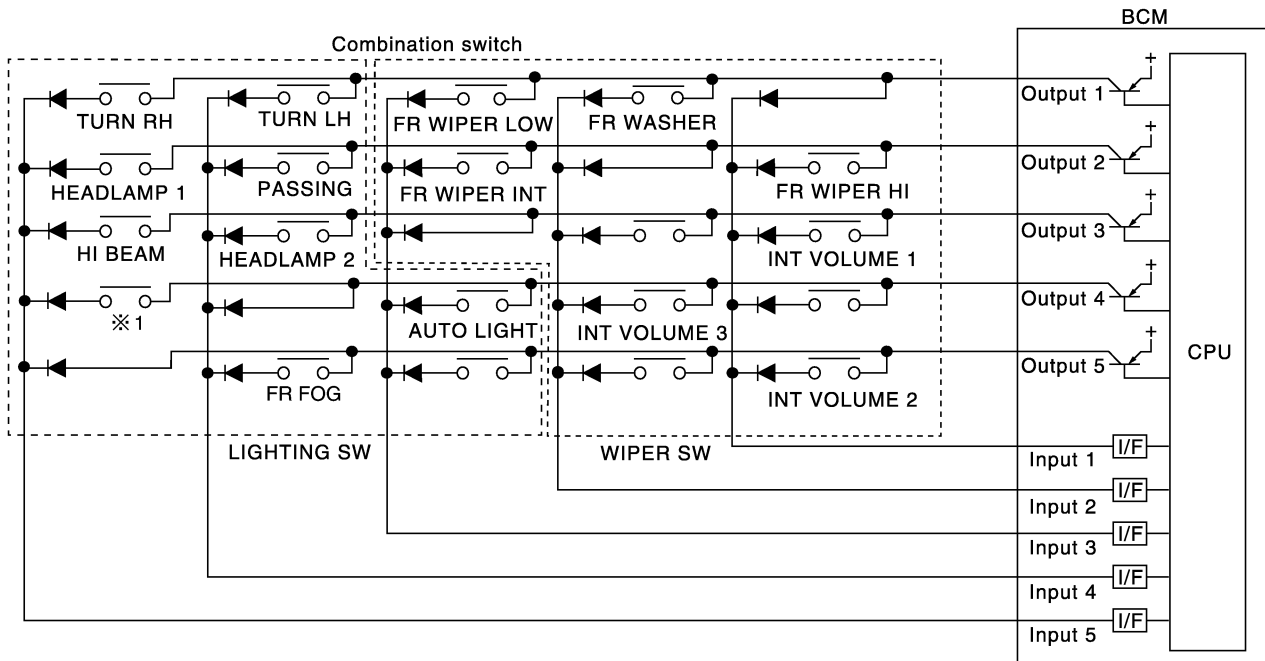 BCM
Combination switch
+
Output 1
TURN RH
TURN LH
FR WIPER LOW
FR WASHER
+
Output 2
HEADLAMP 1
PASSING
FR WIPER INT
FR WIPER HI
+
Output 3
HI BEAM
HEADLAMP 2
INT VOLUME 1
+
Output 4
※1
AUTO LIGHT
INT VOLUME 3
+
Output 5
CPU
FR FOG
INT VOLUME 2
LIGHTING SW
WIPER SW
Input 1
I/F
Input 2
I/F
Input 3
I/F
Input 4
I/F
Input 5
I/F